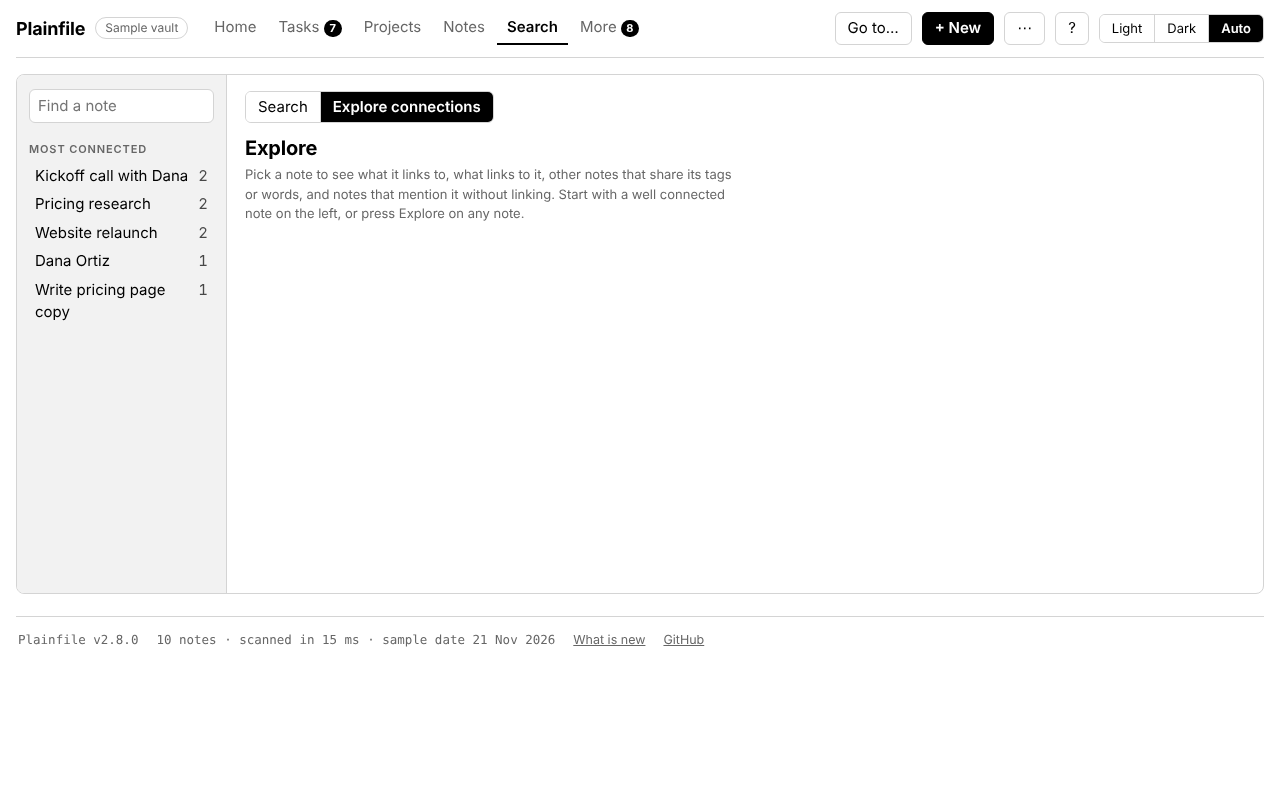 Plainfile Sample vault Home Tasks 7 Projects Notes Search More 8 Go to... + New ... ? Light Dark Auto
Find a note
MOST CONNECTED
Kickoff call with Dana 2
Pricing research 2
Website relaunch 2
Dana Ortiz 1
Write pricing page 1
copy
Search Explore connections
Explore
Pick a note to see what it links to, what links to it, other notes that share its tags
or words, and notes that mention it without linking. Start with a well connected
note on the left, or press Explore on any note.
Plainfile v2.8.0 10 notes · scanned in 15 ms · sample date 21 Nov 2026 What is new GitHub